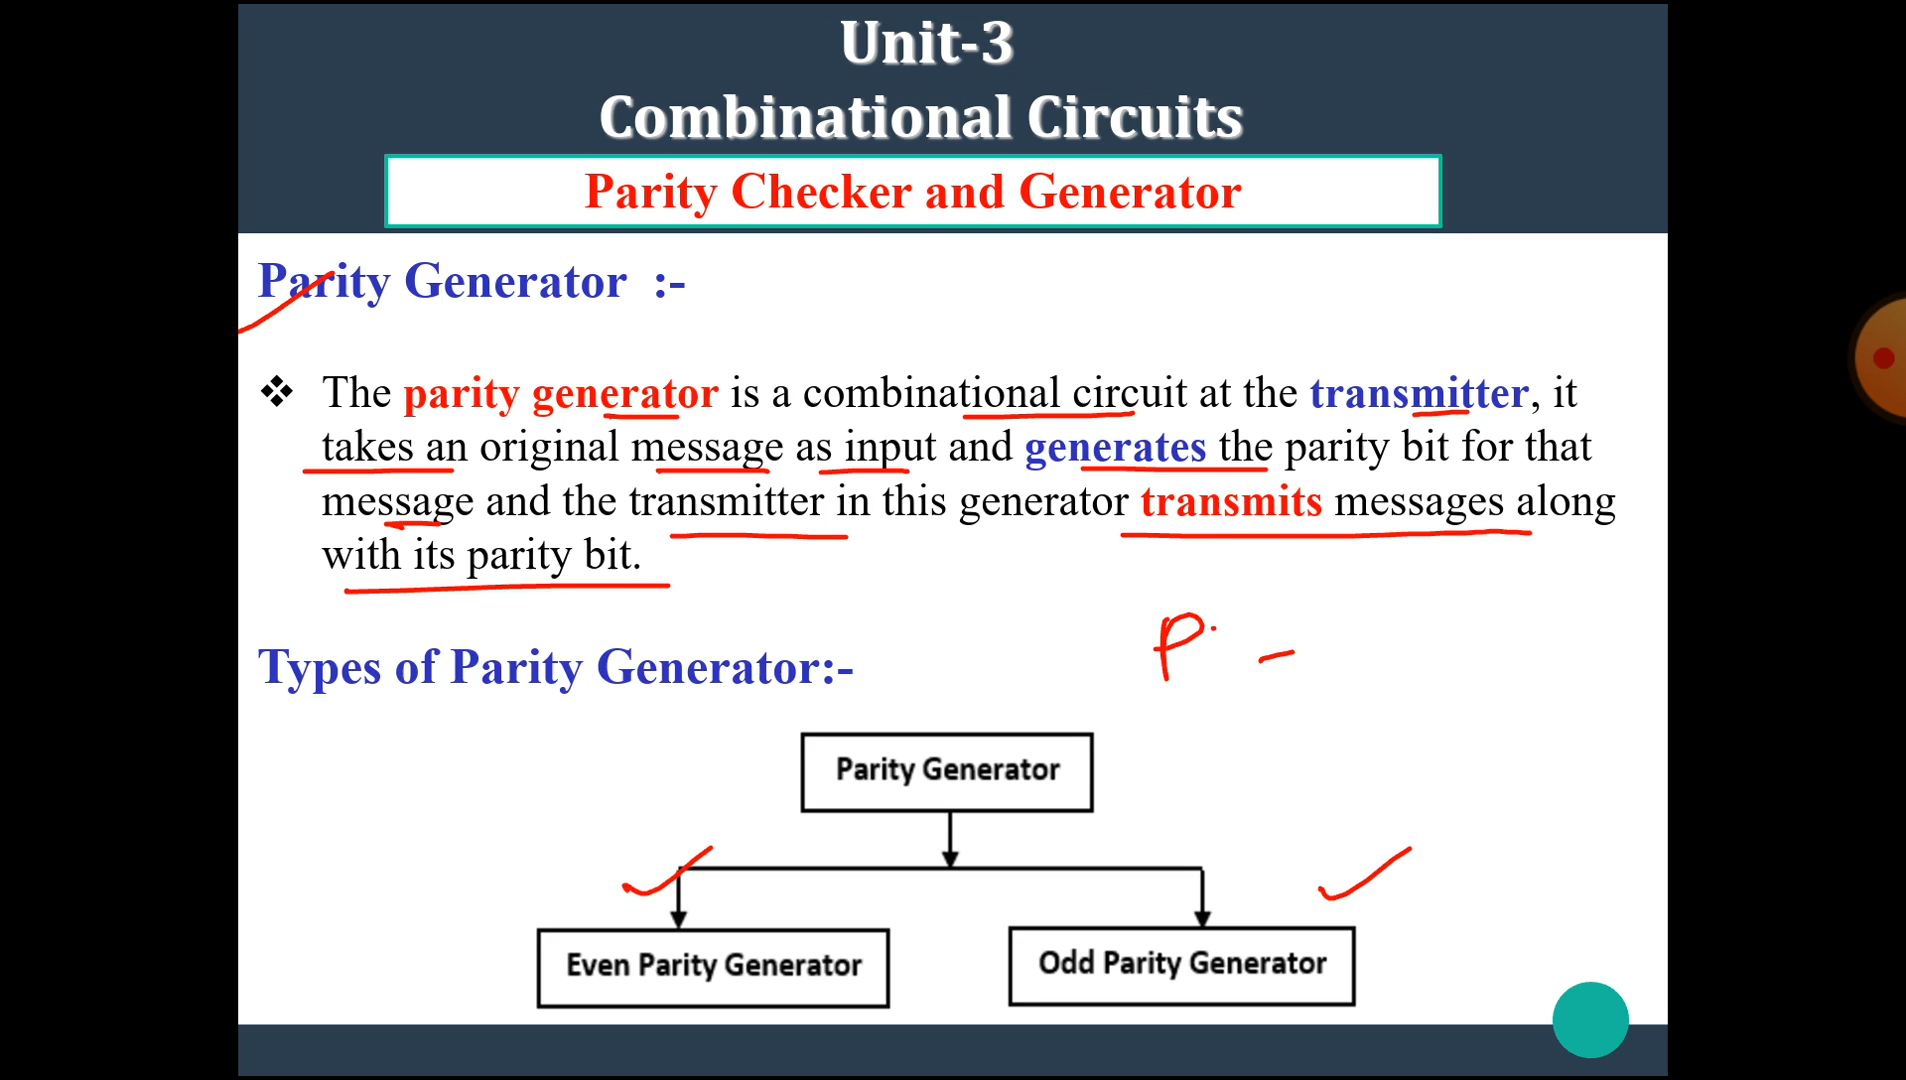 Unit-3
Combinational Circuits
Parity Checker and Generator
Parity Generator :-
❖ The parity generator is a combinational circuit at the transmitter, it
takes an original message as input and generates the parity bit for that
message and the transmitter in this generator transmits messages along
with its parity bit.
P -
Types of Parity Generator:-
Parity Generator
Even Parity Generator
Odd Parity Generator